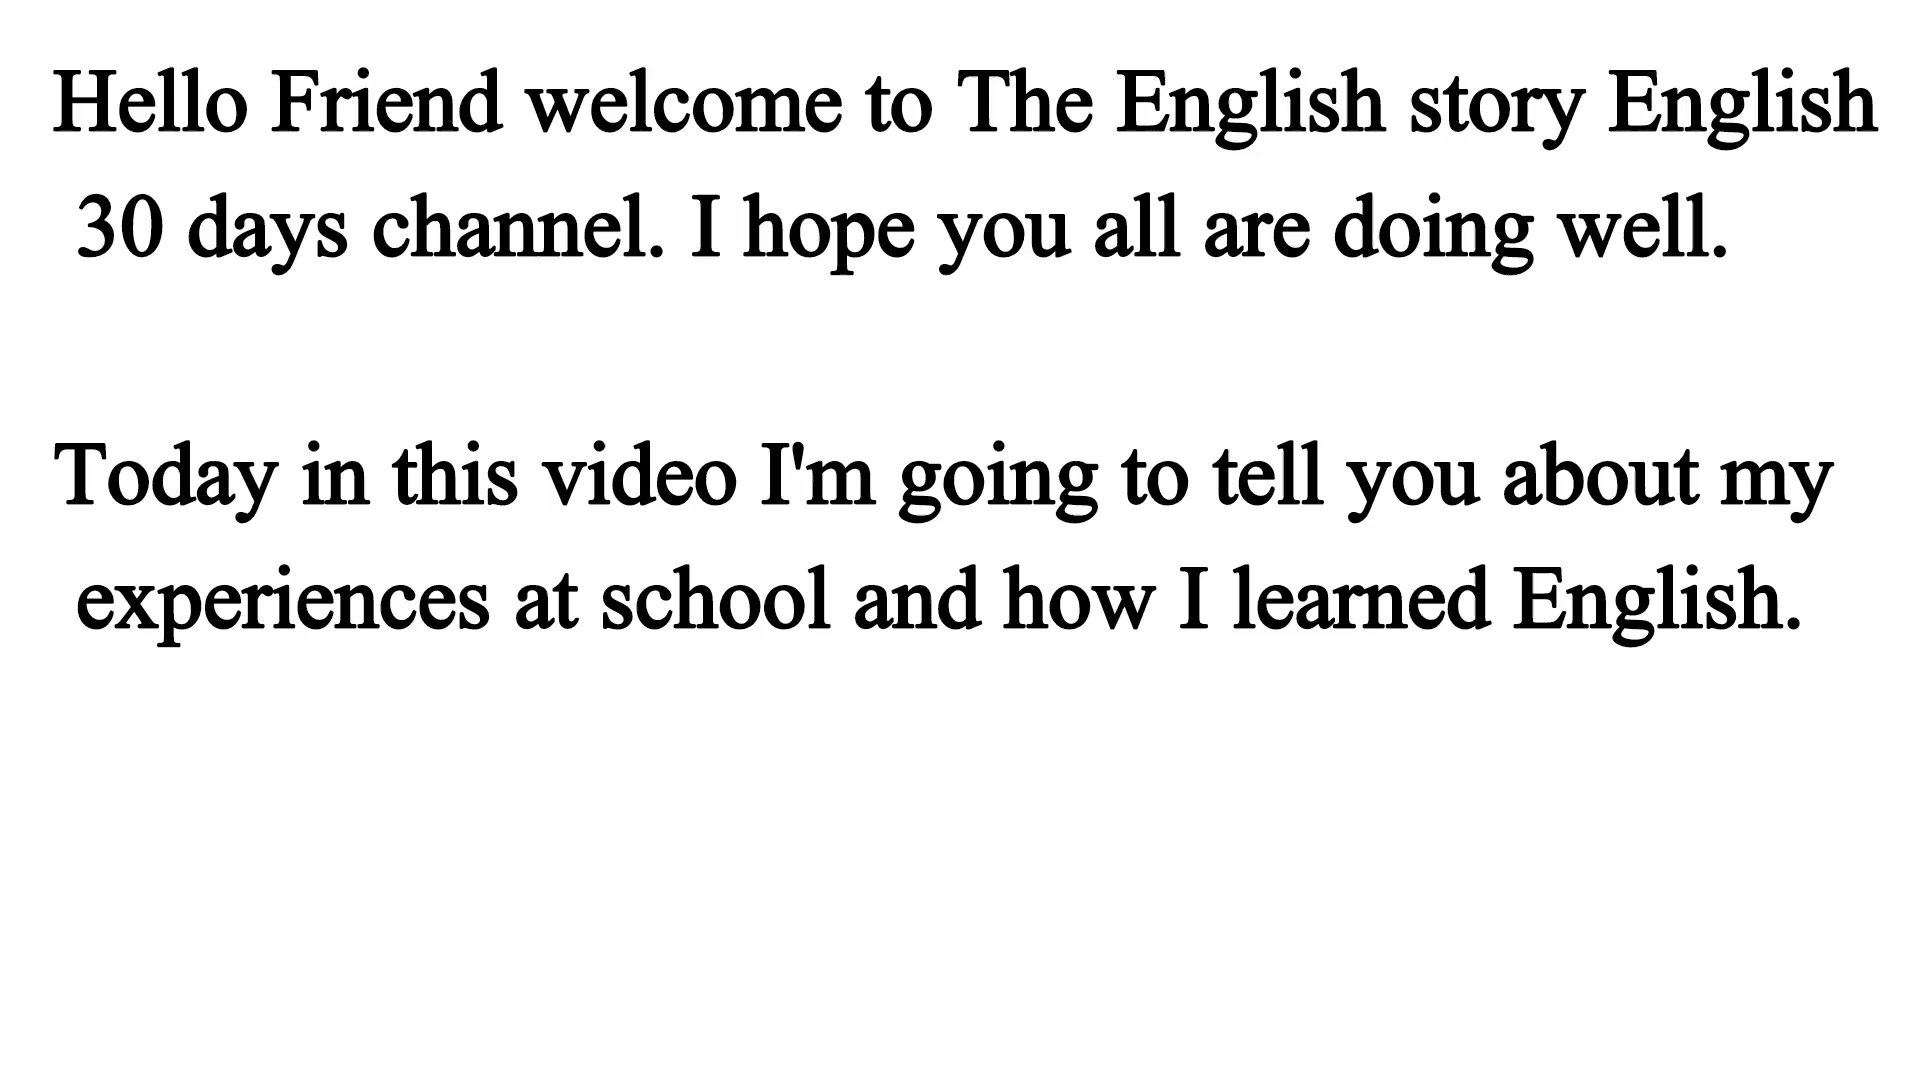 Hello Friend welcome to The English story English
30 days channel. I hope you all are doing well.
Today in this video I'm going to tell you about my
experiences at school and how I learned English.